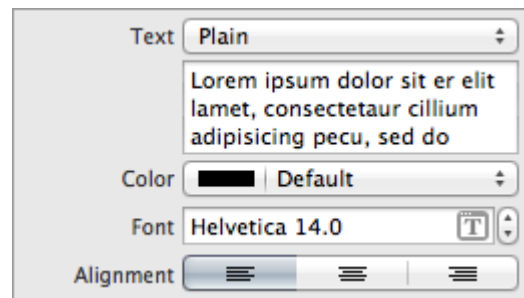 Text Plain
Lorem ipsum dolor sit er elit
lamet, consectetaur cillium
adipisicing pecu, sed do
Color Default
Font Helvetica 14.0 T
Alignment